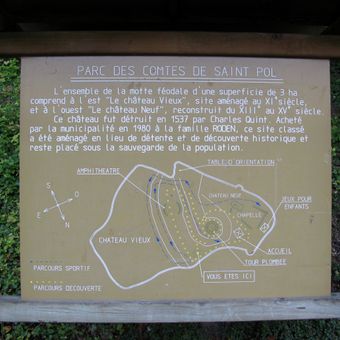 PARC DES COMTES DE SAINT POL
L'ensemble de la motte féodale d'une superficie de 3 ha
comprend à l'est "Le château Vieux", site aménagé au XI°siècle,
et à l'ouest "Le château Neuf", reconstruit du XIII° au XV° siècle.
Ce château fut détruit en 1537 par Charles Quint. Acheté
par la municipalité en 1980 à la famille RODEN, ce site classé
a été aménagé en lieu de détente et de découverte historique et
reste placé sous la sauvegarde de la population.
TABLE D'ORIENTATION
AMPHITHEATRE
CHATEAU NEUF
JEUX POUR
ENFANTS
CHAPELLE
S
O
E
N
CHATEAU VIEUX
ACCUEIL
TOUR PLOMBEE
VOUS ETES ICI
PARCOURS SPORTIF
PARCOURS DECOUVERTE